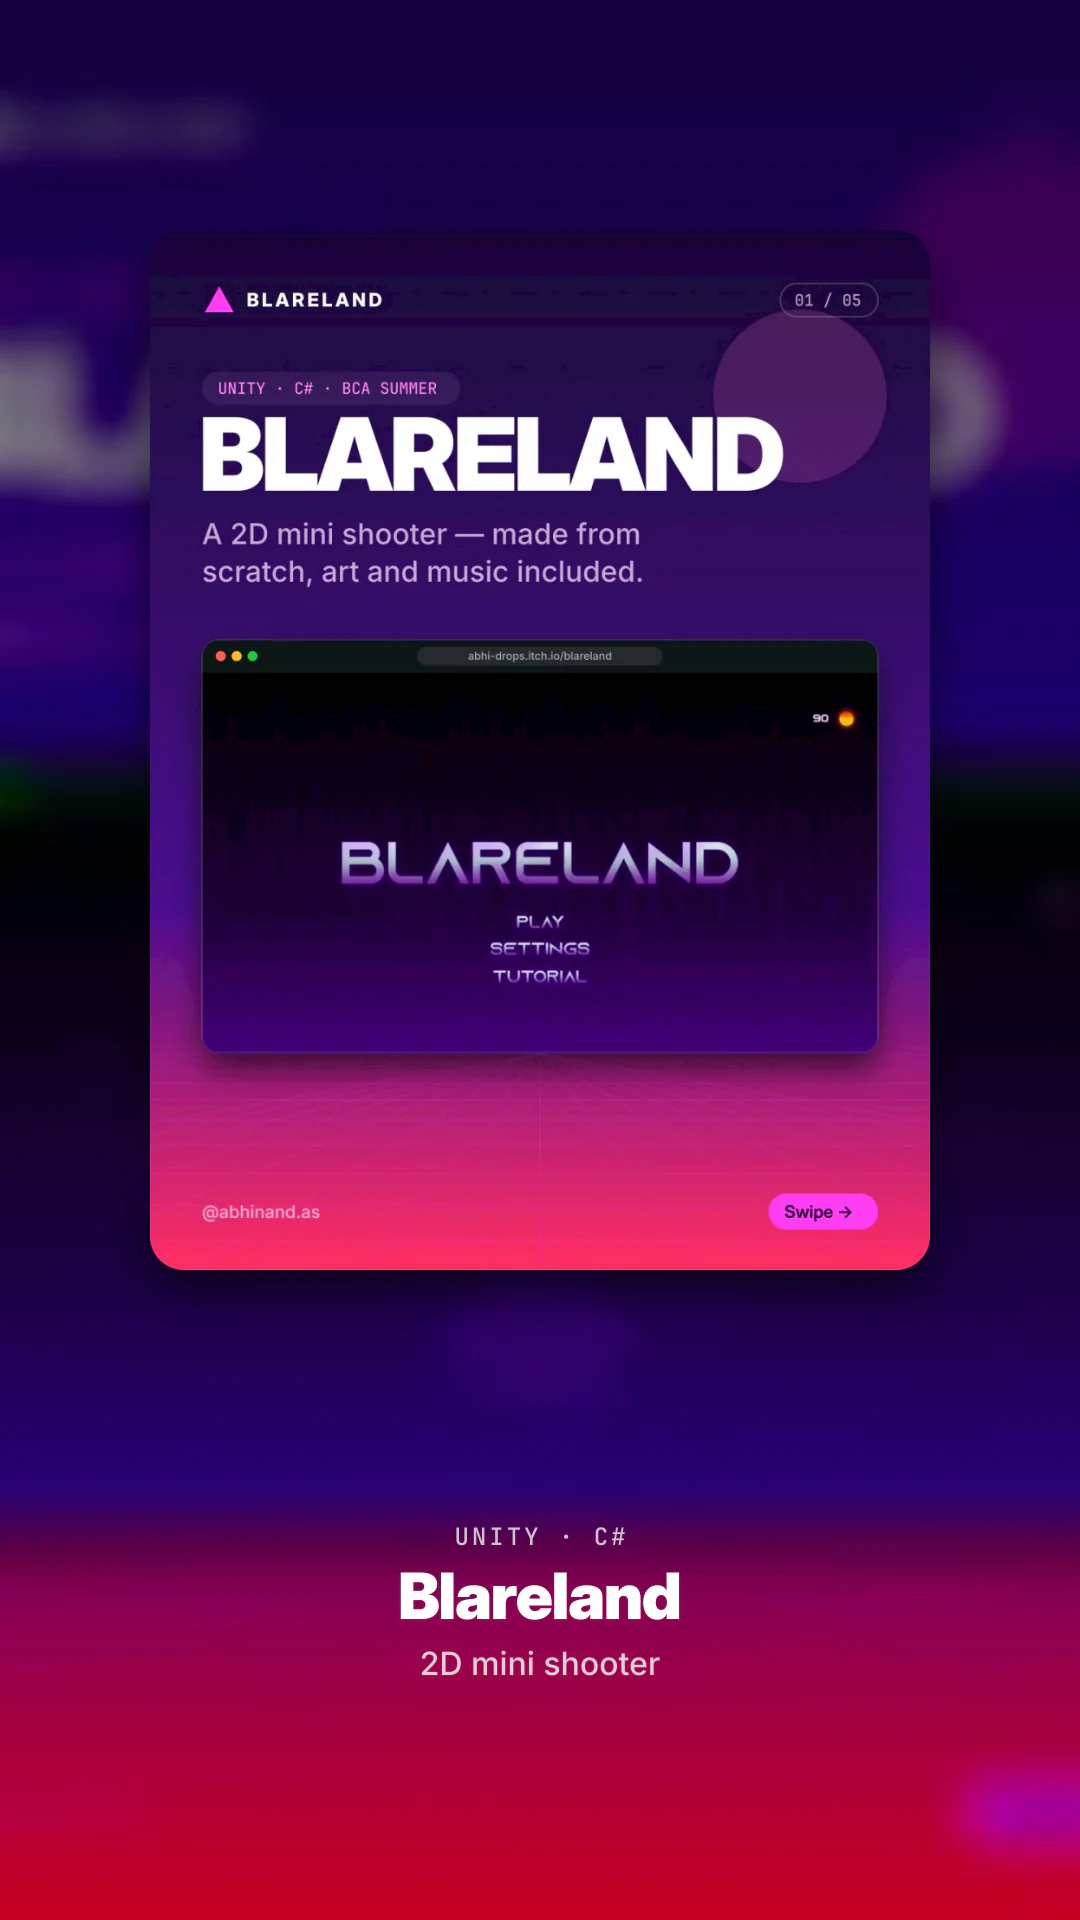 BLARELAND
01 / 05
UNITY · C# · BCA SUMMER
BLARELAND
A 2D mini shooter — made from
scratch, art and music included.
abhi-drops.itch.io/blareland
90
BLARELAND
PLAY
SETTINGS
TUTORIAL
@abhinand.as
Swipe →
UNITY · C#
Blareland
2D mini shooter